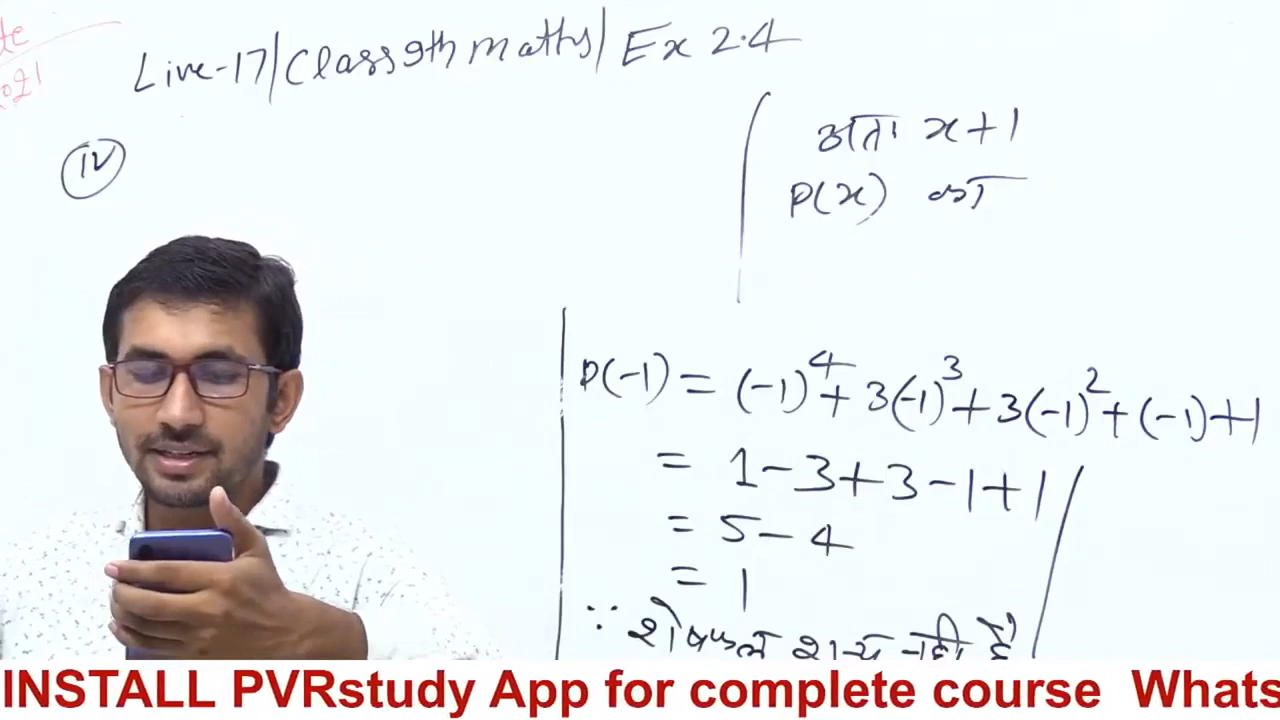 te
2021
Live-17/Class 9th maths/ Ex 2.4
IV
अतः x+1
P(x) का
P(-1) = (-1)^4 + 3(-1)^3 + 3(-1)^2 + (-1) + 1
= 1 - 3 + 3 - 1 + 1
= 5 - 4
= 1
∵ शेषफल शून्य नहीं है
INSTALL PVRstudy App for complete course Whats